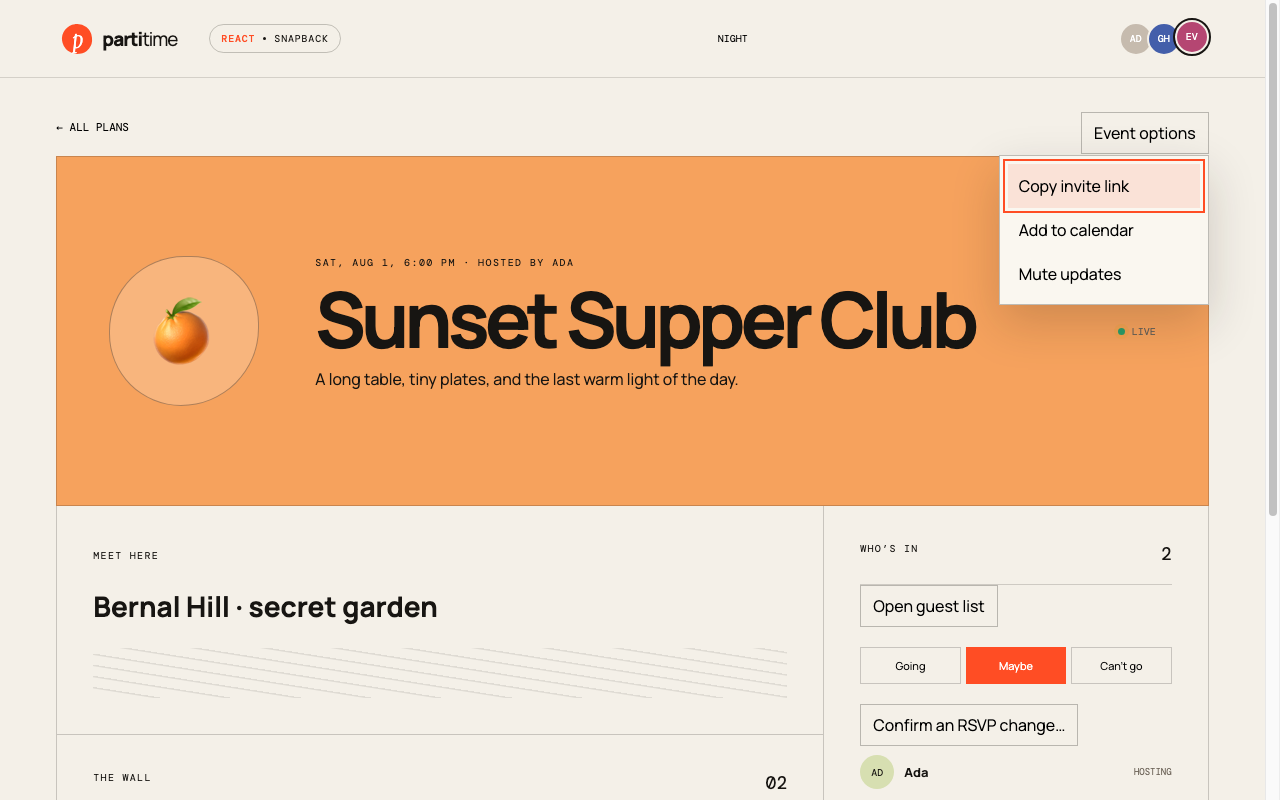 p partitime
REACT • SNAPBACK
NIGHT
AD GH EV
← ALL PLANS
Event options
Copy invite link
Add to calendar
Mute updates
SAT, AUG 1, 6:00 PM · HOSTED BY ADA
Sunset Supper Club
A long table, tiny plates, and the last warm light of the day.
LIVE
MEET HERE
Bernal Hill · secret garden
WHO'S IN
2
Open guest list
Going
Maybe
Can't go
Confirm an RSVP change…
AD Ada HOSTING
THE WALL
02